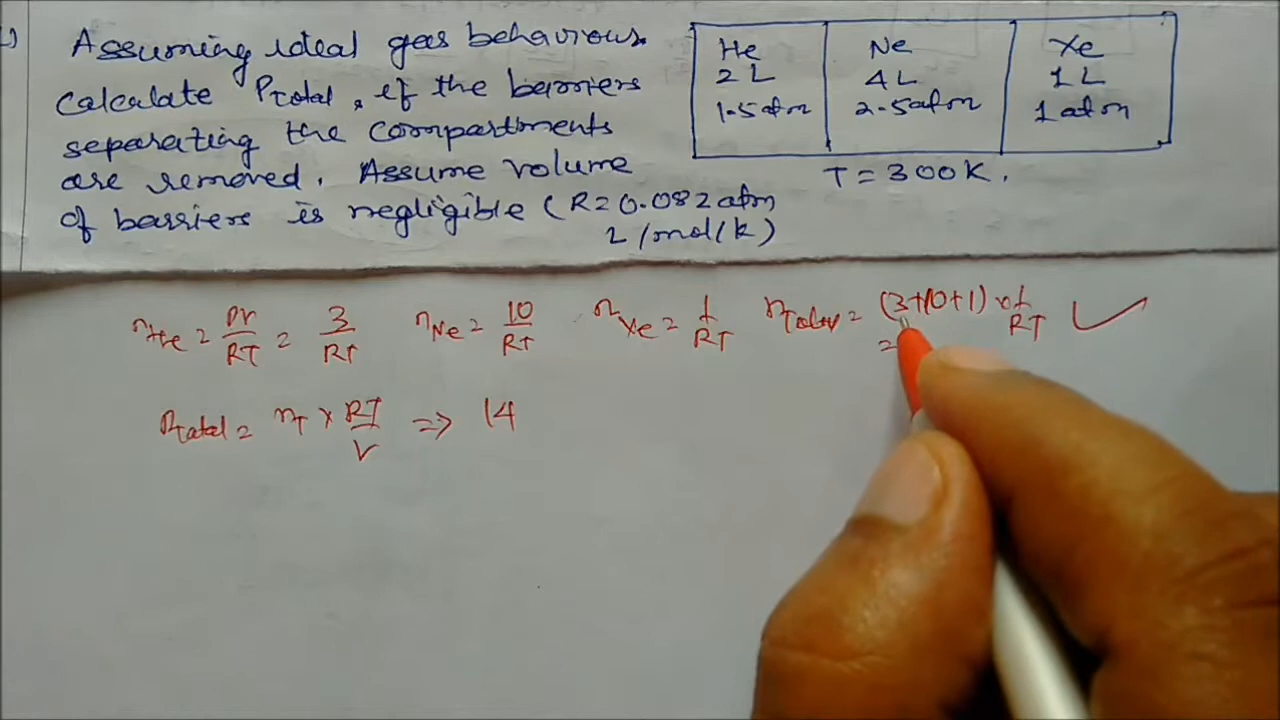 Assuming ideal gas behaviour.
Calculate Ptotal, if the barriers
separating the compartments
are removed. Assume volume
of barriers is negligible (R=0.082 atm
L/mol/k)
He
2 L
1.5 atm
Ne
4 L
2.5 atm
Xe
1 L
1 atm
T = 300K.
nHe = PV/RT = 3/RT
nNe = 10/RT
nXe = 1/RT
nTotal = (3+10+1) × 1/RT
=
Ptotal = nT × RT/V => 14